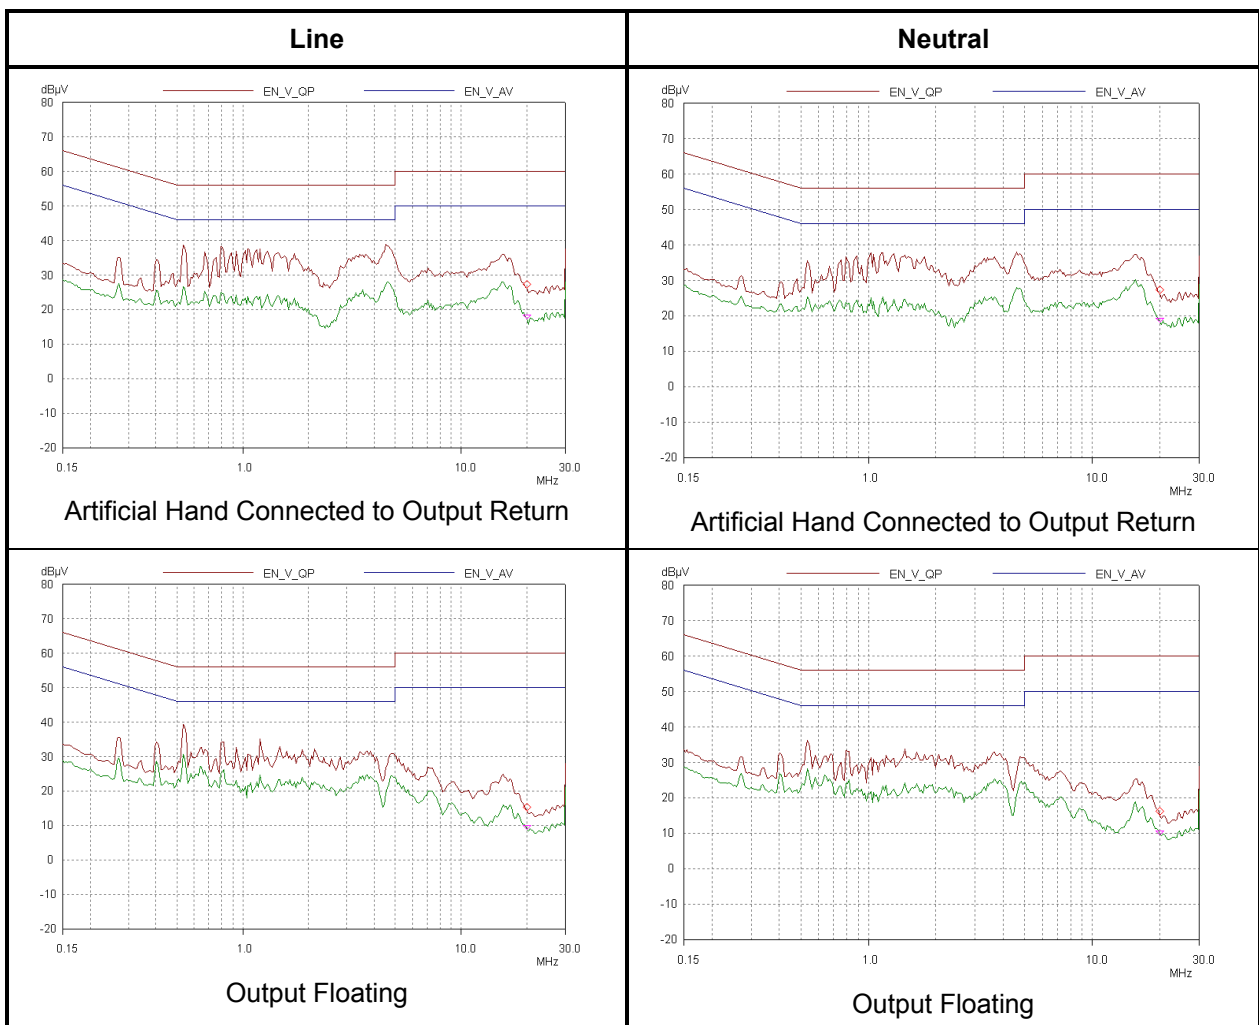 Line
Neutral
dBµV
EN_V_QP
EN_V_AV
80
70
60
50
40
30
20
10
0
-10
-20
0.15
1.0
10.0
30.0
MHz
Artificial Hand Connected to Output Return
dBµV
EN_V_QP
EN_V_AV
80
70
60
50
40
30
20
10
0
-10
-20
0.15
1.0
10.0
30.0
MHz
Artificial Hand Connected to Output Return
dBµV
EN_V_QP
EN_V_AV
80
70
60
50
40
30
20
10
0
-10
-20
0.15
1.0
10.0
30.0
MHz
Output Floating
dBµV
EN_V_QP
EN_V_AV
80
70
60
50
40
30
20
10
0
-10
-20
0.15
1.0
10.0
30.0
MHz
Output Floating